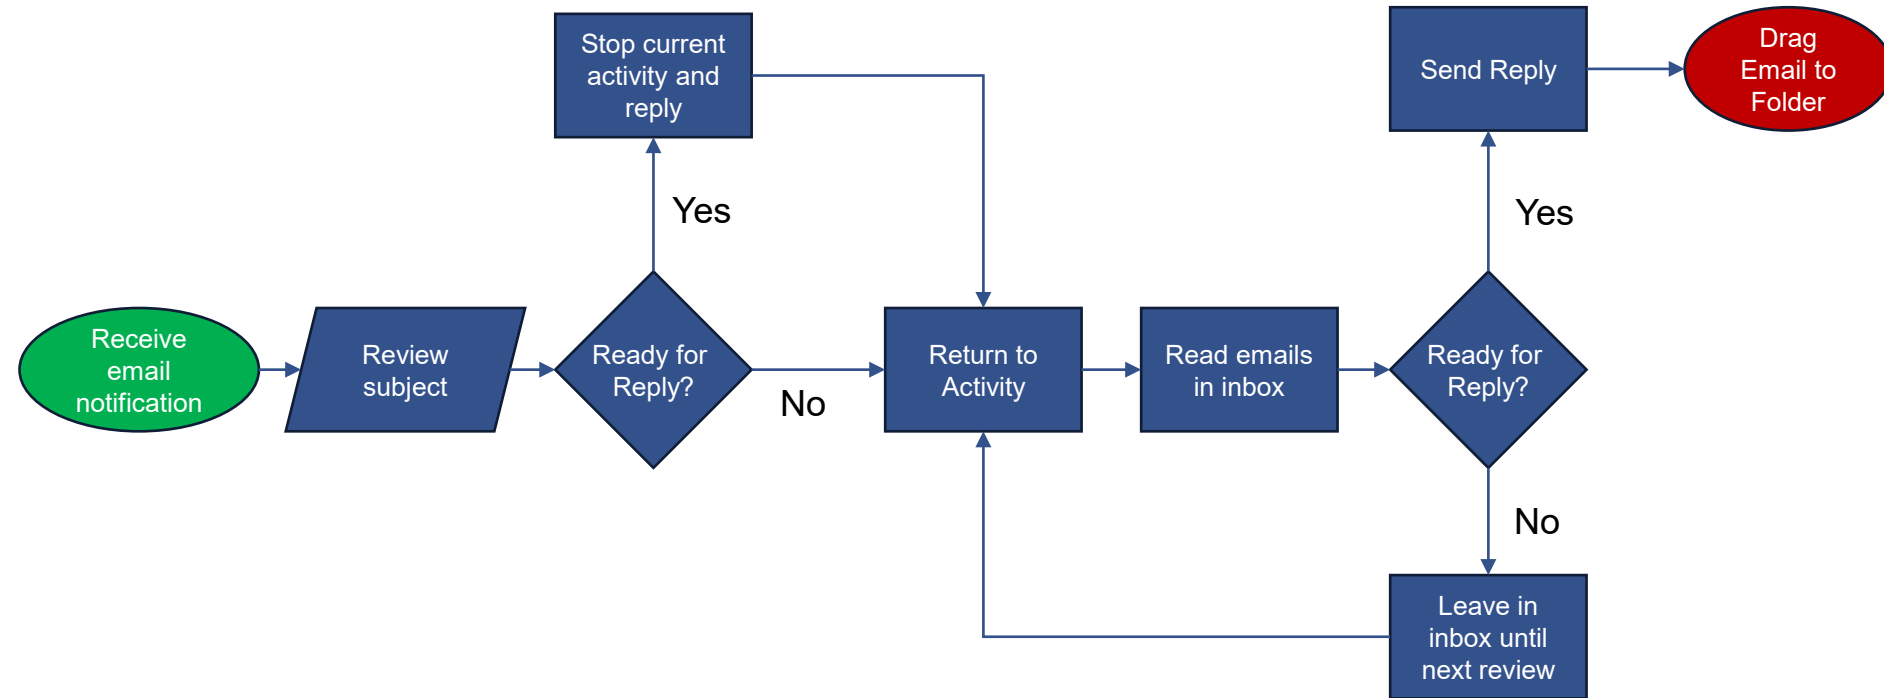 Receive
email
notification
Review
subject
Ready for
Reply?
Yes
Stop current
activity and
reply
No
Return to
Activity
Read emails
in inbox
Ready for
Reply?
Yes
Send Reply
Drag
Email to
Folder
No
Leave in
inbox until
next review